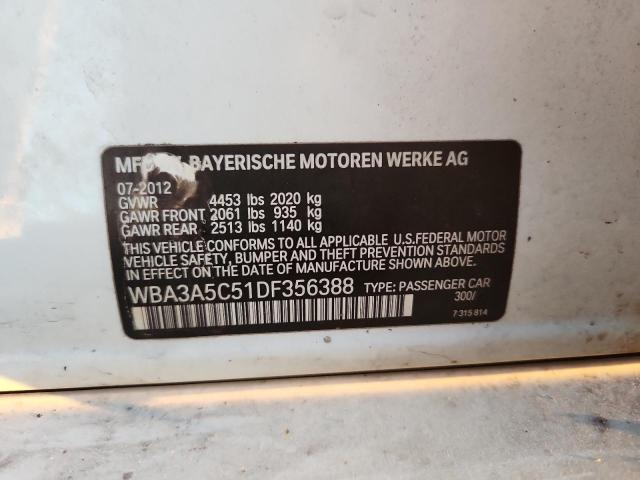 BAYERISCHE MOTOREN WERKE AG
07-2012
GVWR 4453 lbs 2020 kg
GAWR FRONT 2061 lbs 935 kg
GAWR REAR 2513 lbs 1140 kg
THIS VEHICLE CONFORMS TO ALL APPLICABLE U.S.FEDERAL MOTOR
VEHICLE SAFETY, BUMPER AND THEFT PREVENTION STANDARDS
IN EFFECT ON THE DATE OF MANUFACTURE SHOWN ABOVE.
WBA3A5C51DF356388 TYPE: PASSENGER CAR
300/
7 315 814